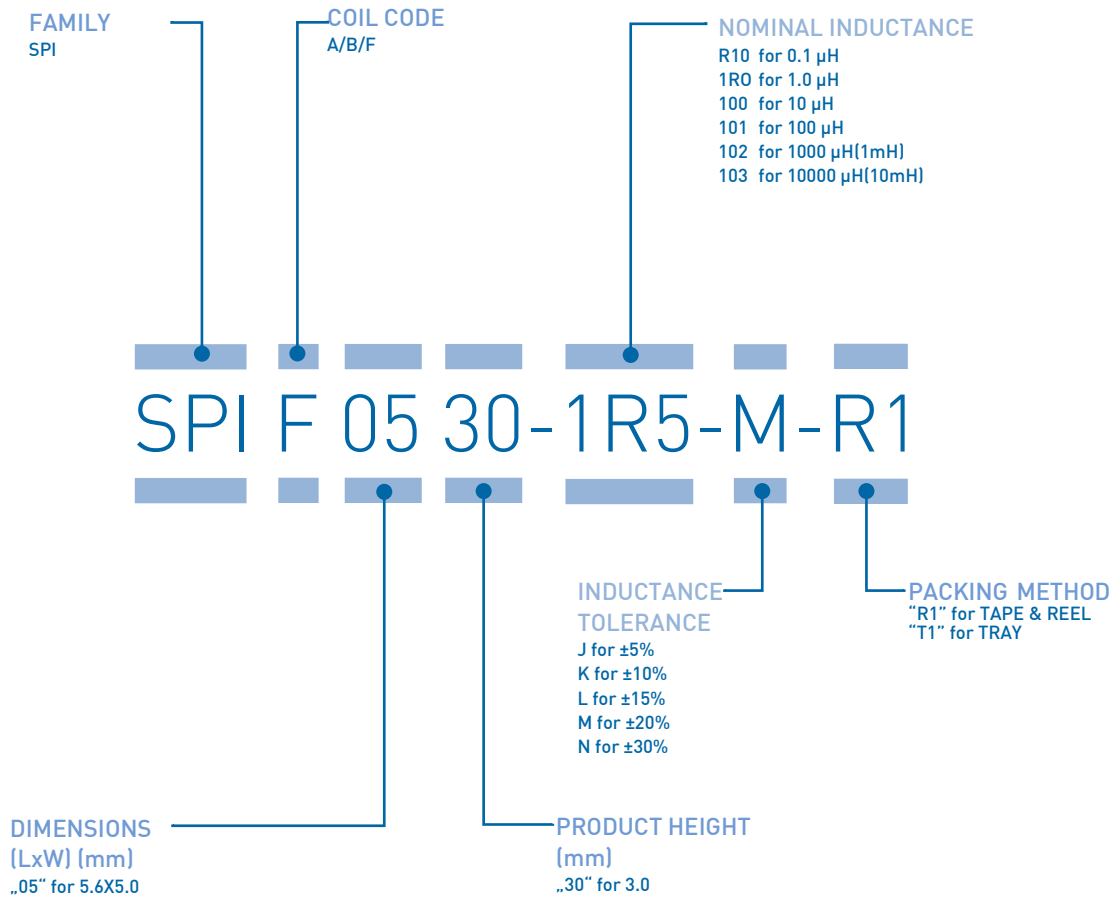 FAMILY
SPI
COIL CODE
A/B/F
NOMINAL INDUCTANCE
R10 for 0.1 µH
1RO for 1.0 µH
100 for 10 µH
101 for 100 µH
102 for 1000 µH(1mH)
103 for 10000 µH(10mH)
SPI F 05 30-1R5-M-R1
INDUCTANCE
TOLERANCE
J for ±5%
K for ±10%
L for ±15%
M for ±20%
N for ±30%
PACKING METHOD
“R1” for TAPE & REEL
“T1” for TRAY
DIMENSIONS
(LxW) (mm)
„05“ for 5.6X5.0
PRODUCT HEIGHT
(mm)
„30“ for 3.0